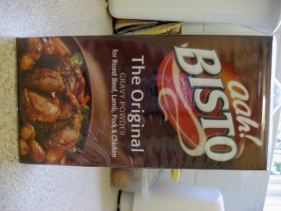 aah!
BISTO
The Original
GRAVY POWDER
for Roast Beef, Lamb, Pork & Chicken